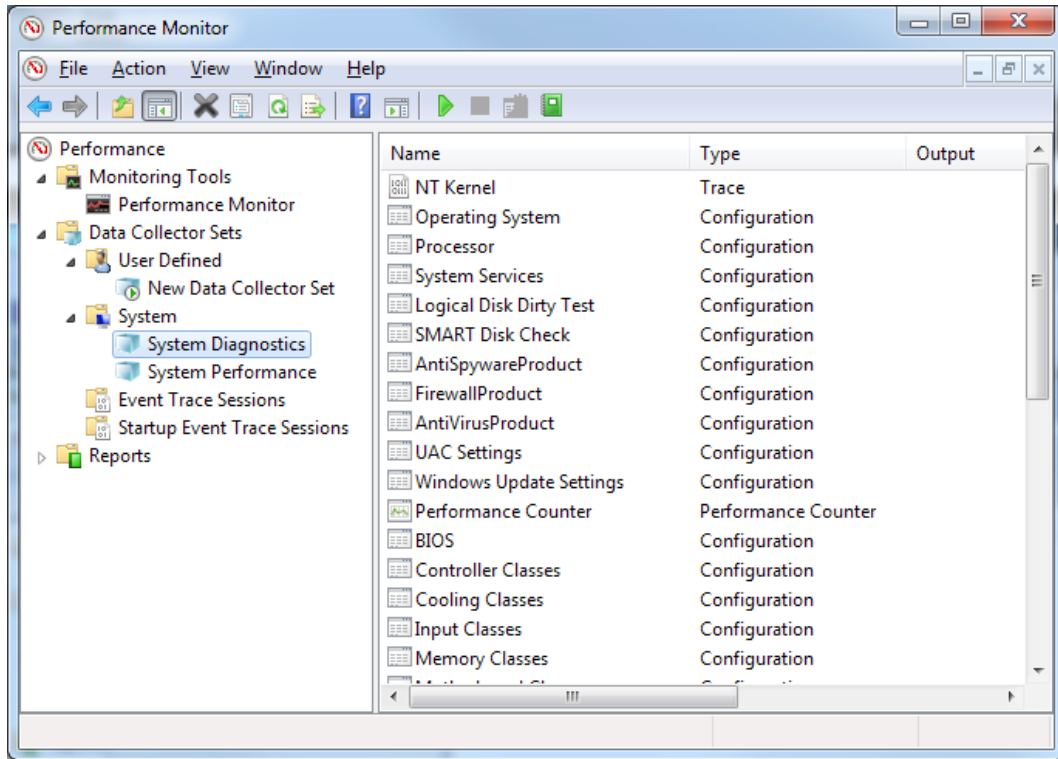 Performance Monitor
File Action View Window Help
Performance
Monitoring Tools
Performance Monitor
Data Collector Sets
User Defined
New Data Collector Set
System
System Diagnostics
System Performance
Event Trace Sessions
Startup Event Trace Sessions
Reports
Name Type Output
NT Kernel Trace
Operating System Configuration
Processor Configuration
System Services Configuration
Logical Disk Dirty Test Configuration
SMART Disk Check Configuration
AntiSpywareProduct Configuration
FirewallProduct Configuration
AntiVirusProduct Configuration
UAC Settings Configuration
Windows Update Settings Configuration
Performance Counter Performance Counter
BIOS Configuration
Controller Classes Configuration
Cooling Classes Configuration
Input Classes Configuration
Memory Classes Configuration